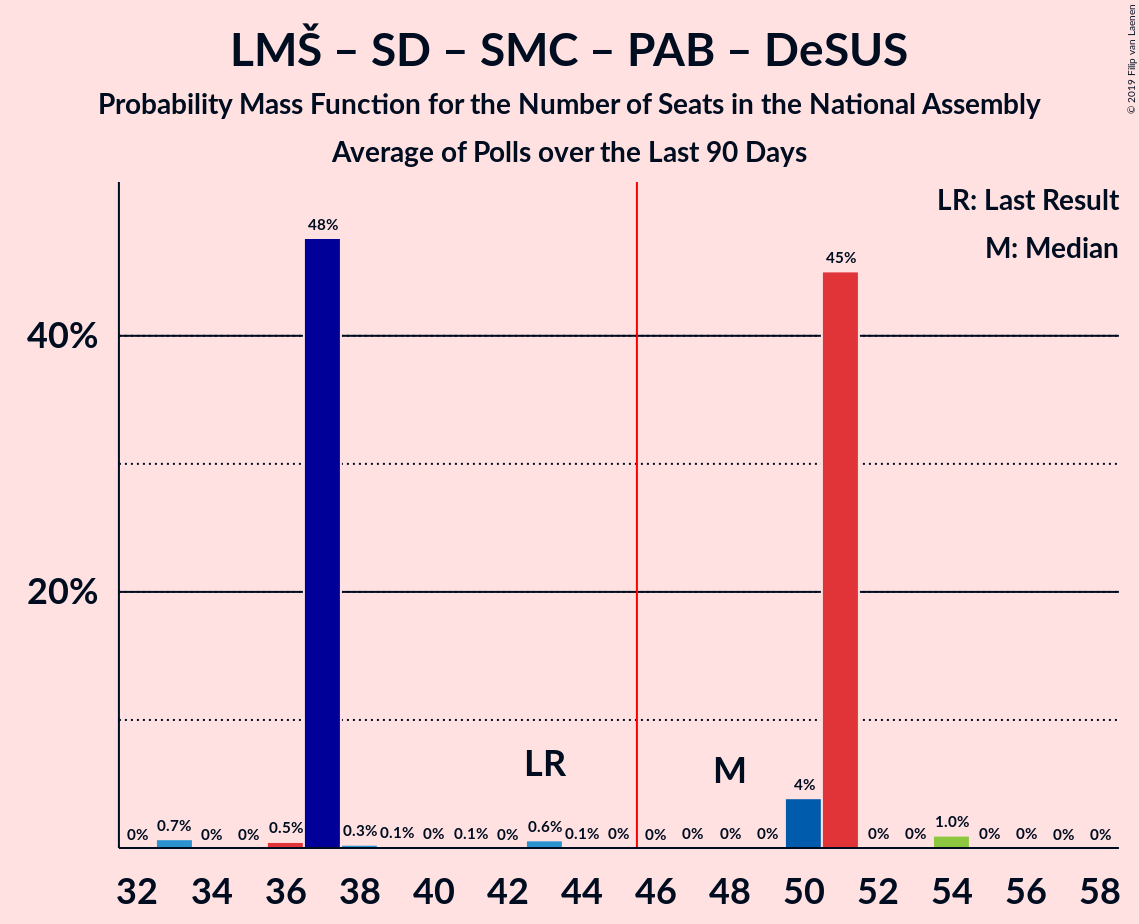 LMŠ – SD – SMC – PAB – DeSUS
Probability Mass Function for the Number of Seats in the National Assembly
Average of Polls over the Last 90 Days
© 2019 Filip van Laenen
LR: Last Result
M: Median
40%
20%
0% 0.7% 0% 0% 0.5% 48% 0.3% 0.1% 0% 0.1% 0% 0.6% 0.1% 0% 0% 0% 0% 0% 4% 45% 0% 0% 1.0% 0% 0% 0% 0%
LR M
32 34 36 38 40 42 44 46 48 50 52 54 56 58